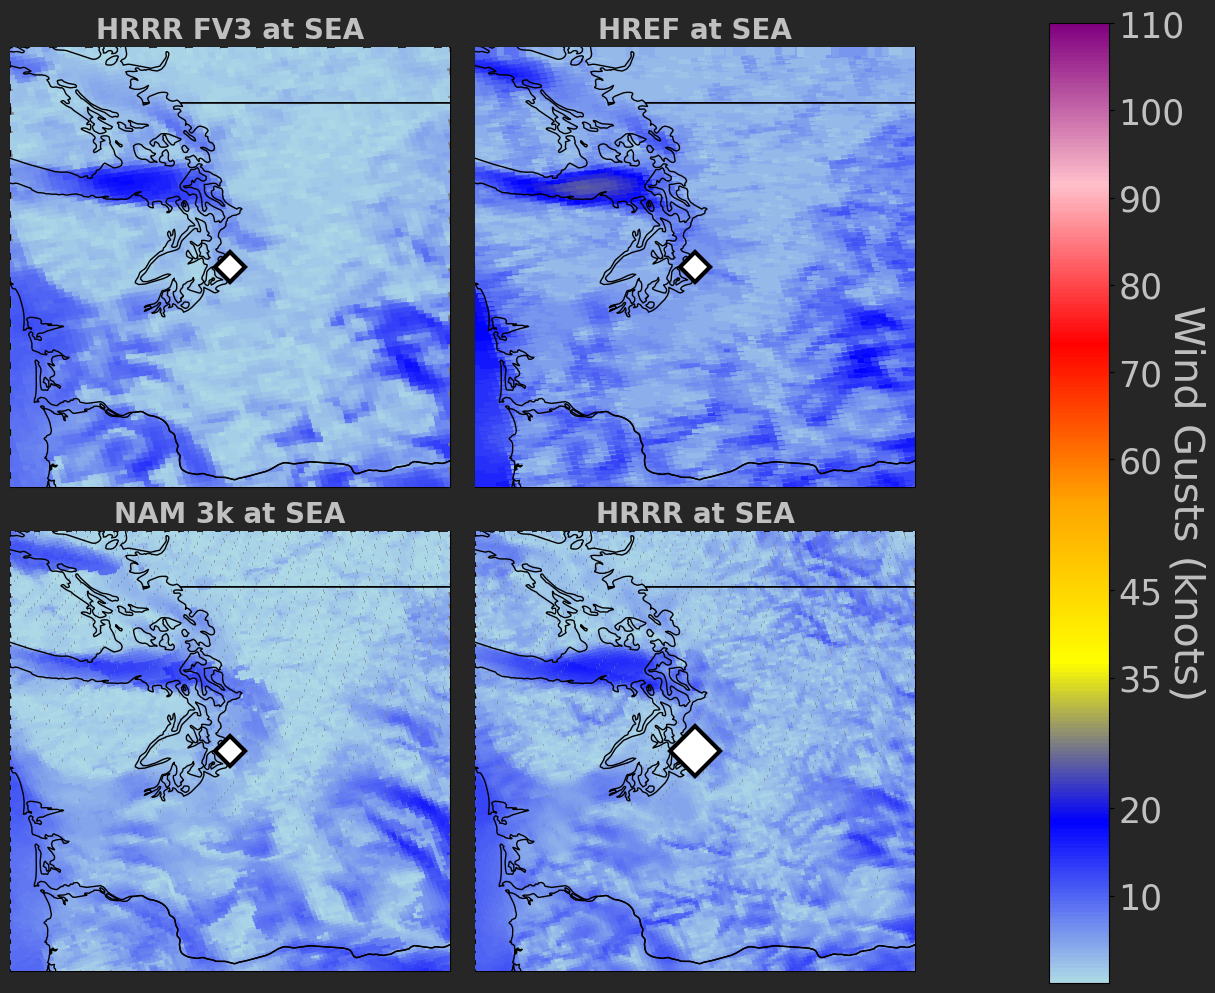 HRRR FV3 at SEA
HREF at SEA
NAM 3k at SEA
HRRR at SEA
110
100
90
80
70
60
45
35
20
10
Wind Gusts (knots)